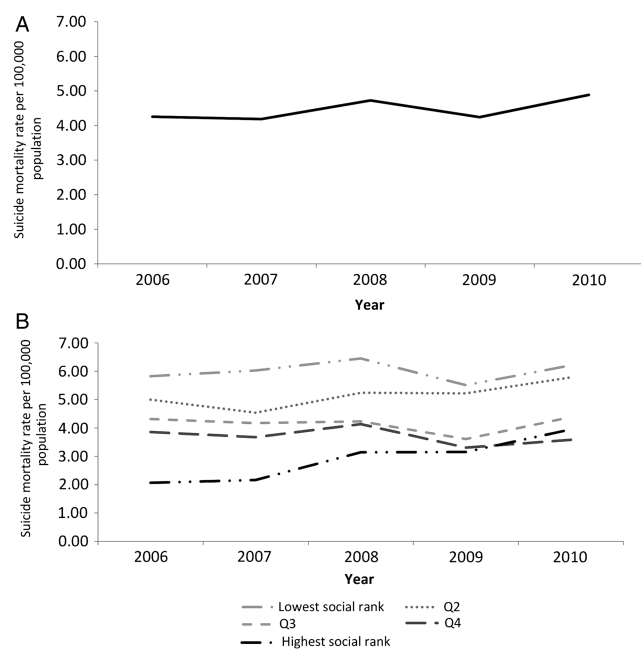 A
7.00
6.00
5.00
4.00
3.00
2.00
1.00
0.00
Suicide mortality rate per 100,000
population
2006 2007 2008 2009 2010
Year
B
7.00
6.00
5.00
4.00
3.00
2.00
1.00
0.00
Suicide mortality rate per 100,000
population
2006 2007 2008 2009 2010
Year
Lowest social rank Q2
Q3 Q4
Highest social rank